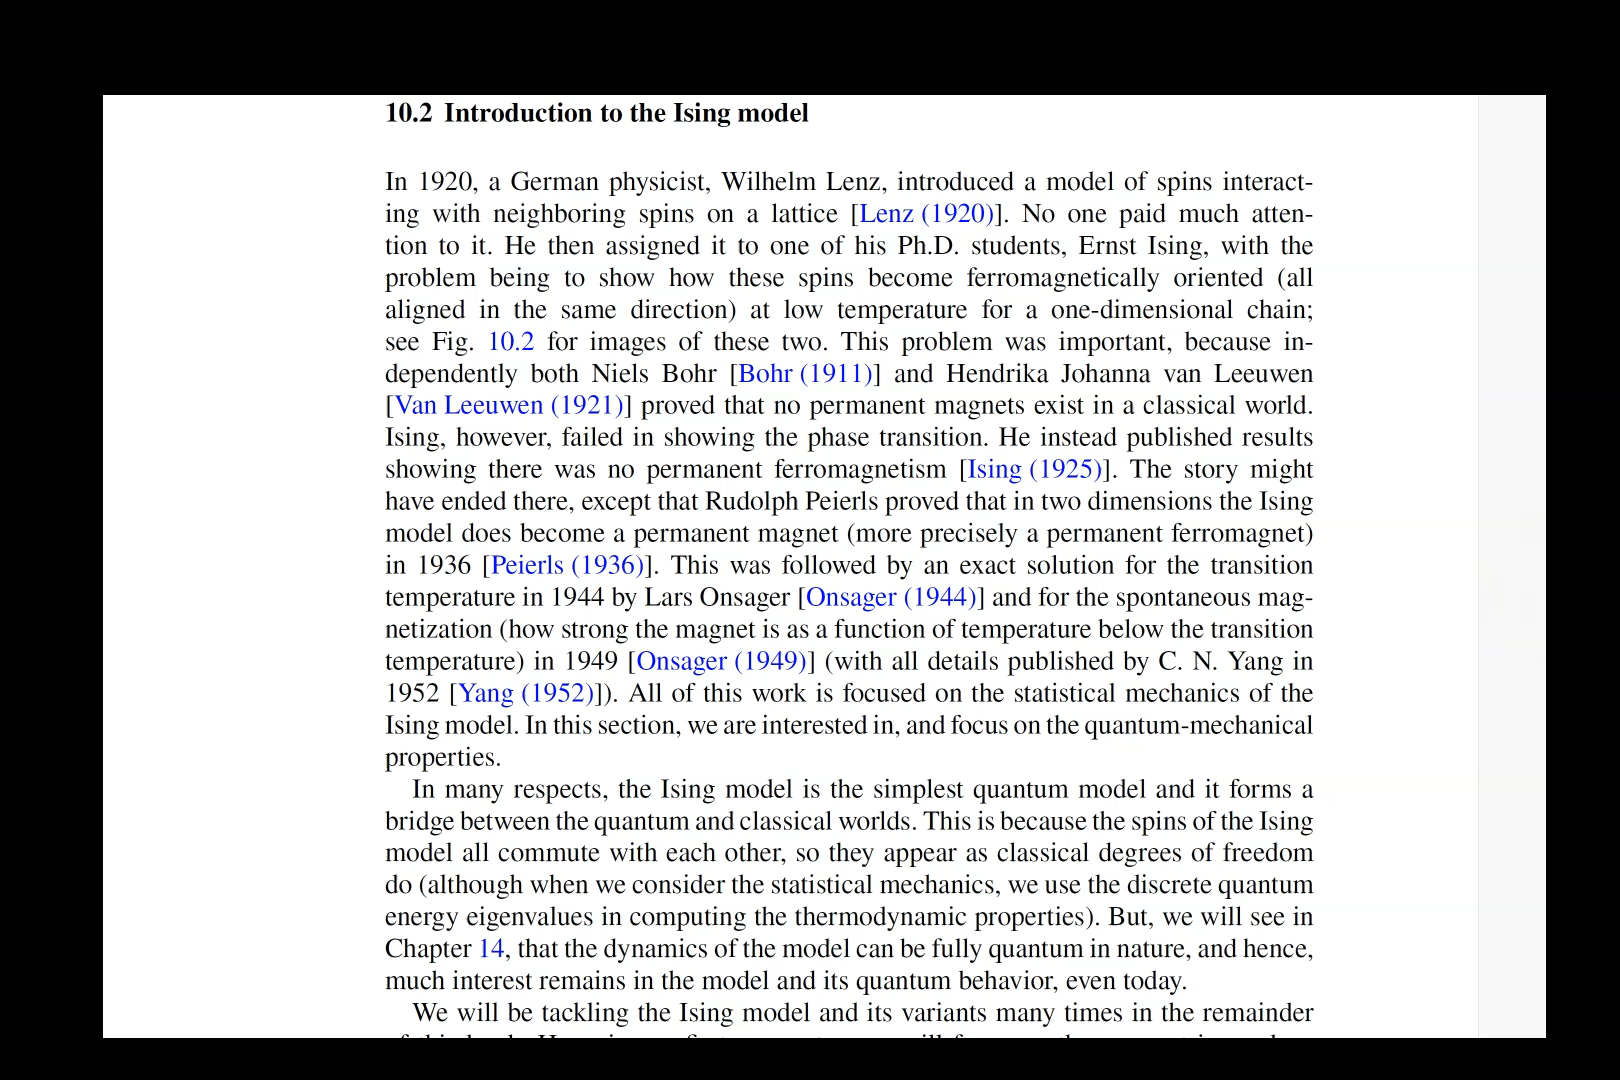 10.2 Introduction to the Ising model
In 1920, a German physicist, Wilhelm Lenz, introduced a model of spins interact-
ing with neighboring spins on a lattice [Lenz (1920)]. No one paid much atten-
tion to it. He then assigned it to one of his Ph.D. students, Ernst Ising, with the
problem being to show how these spins become ferromagnetically oriented (all
aligned in the same direction) at low temperature for a one-dimensional chain;
see Fig. 10.2 for images of these two. This problem was important, because in-
dependently both Niels Bohr [Bohr (1911)] and Hendrika Johanna van Leeuwen
[Van Leeuwen (1921)] proved that no permanent magnets exist in a classical world.
Ising, however, failed in showing the phase transition. He instead published results
showing there was no permanent ferromagnetism [Ising (1925)]. The story might
have ended there, except that Rudolph Peierls proved that in two dimensions the Ising
model does become a permanent magnet (more precisely a permanent ferromagnet)
in 1936 [Peierls (1936)]. This was followed by an exact solution for the transition
temperature in 1944 by Lars Onsager [Onsager (1944)] and for the spontaneous mag-
netization (how strong the magnet is as a function of temperature below the transition
temperature) in 1949 [Onsager (1949)] (with all details published by C. N. Yang in
1952 [Yang (1952)]). All of this work is focused on the statistical mechanics of the
Ising model. In this section, we are interested in, and focus on the quantum-mechanical
properties.
In many respects, the Ising model is the simplest quantum model and it forms a
bridge between the quantum and classical worlds. This is because the spins of the Ising
model all commute with each other, so they appear as classical degrees of freedom
do (although when we consider the statistical mechanics, we use the discrete quantum
energy eigenvalues in computing the thermodynamic properties). But, we will see in
Chapter 14, that the dynamics of the model can be fully quantum in nature, and hence,
much interest remains in the model and its quantum behavior, even today.
We will be tackling the Ising model and its variants many times in the remainder